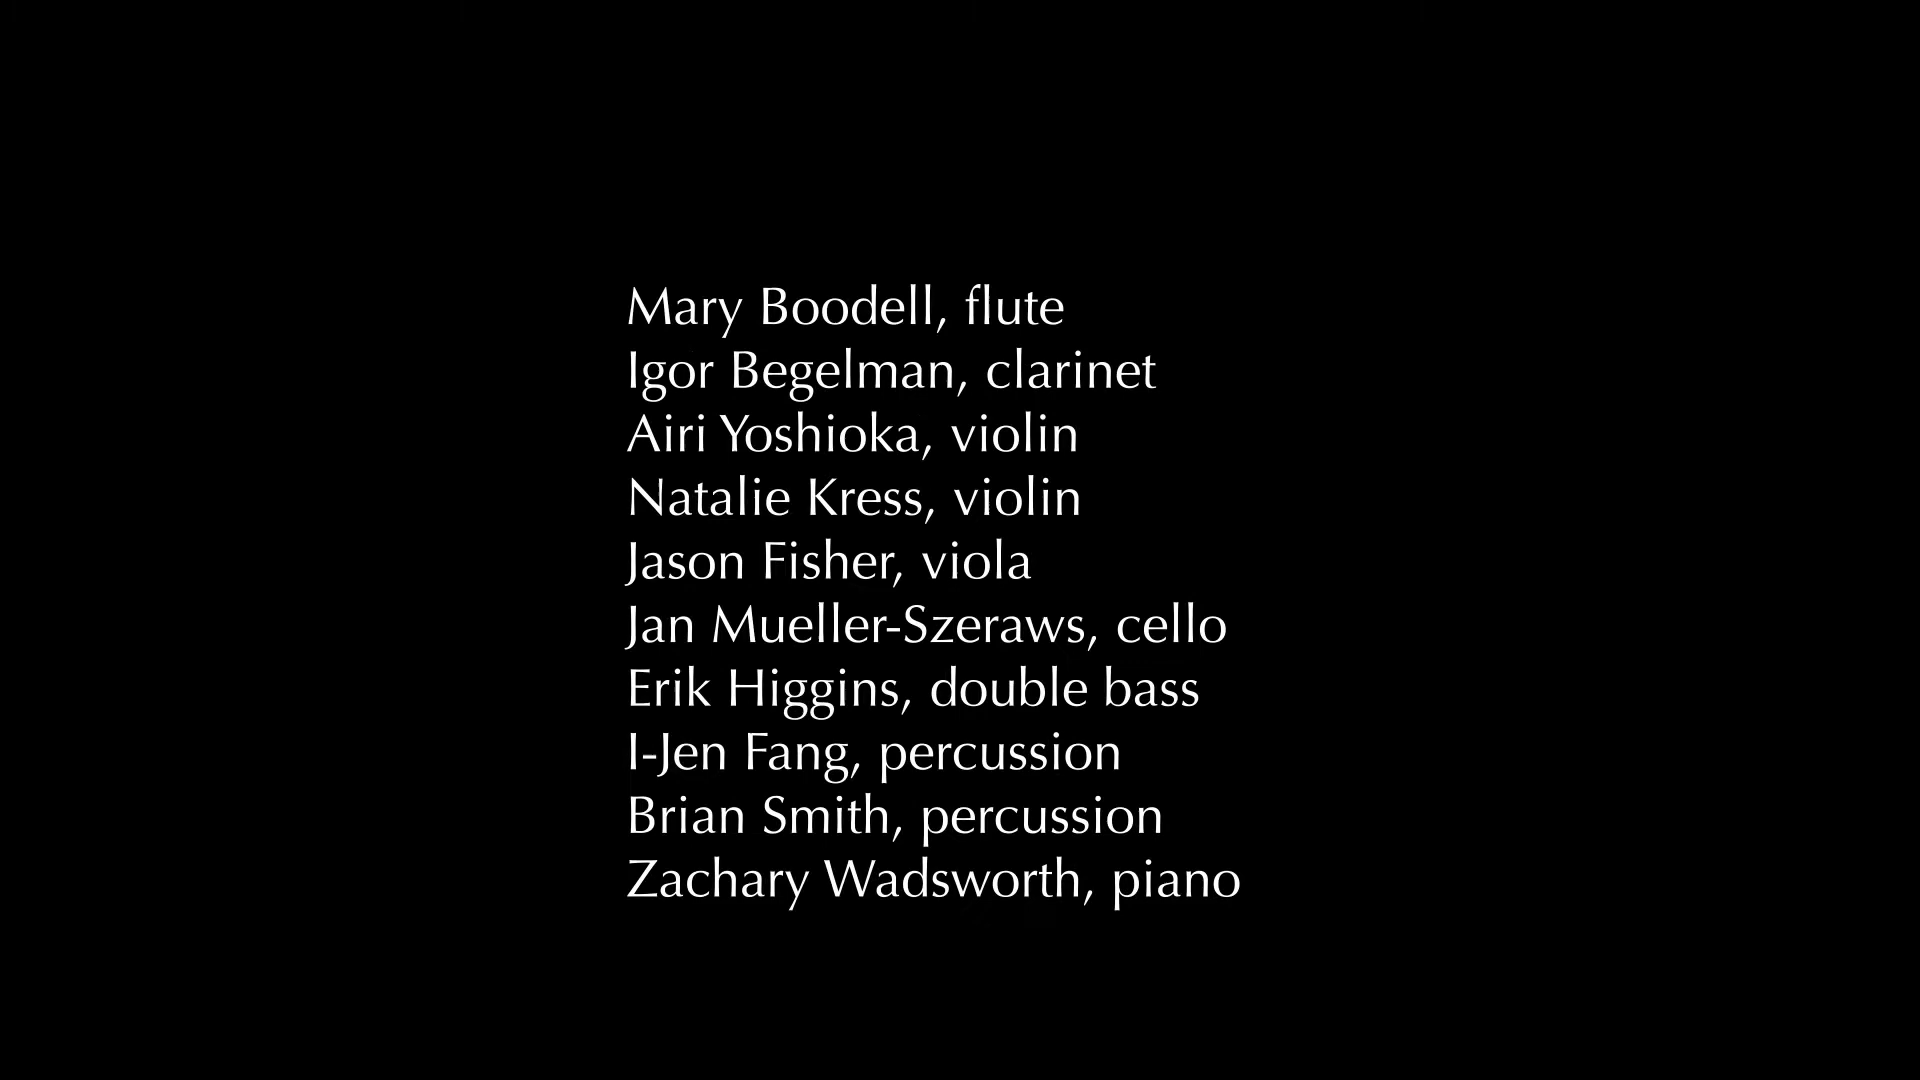 Mary Boodell, flute
Igor Begelman, clarinet
Airi Yoshioka, violin
Natalie Kress, violin
Jason Fisher, viola
Jan Mueller-Szeraws, cello
Erik Higgins, double bass
I-Jen Fang, percussion
Brian Smith, percussion
Zachary Wadsworth, piano